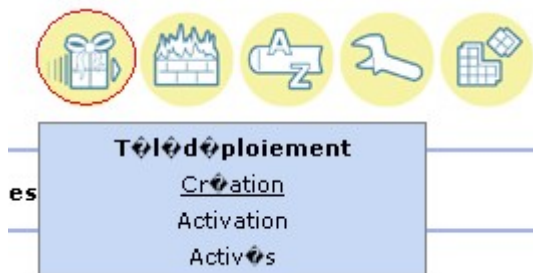 A
Z
T�l�d�ploiement
es
Cr�ation
Activation
Activ�s